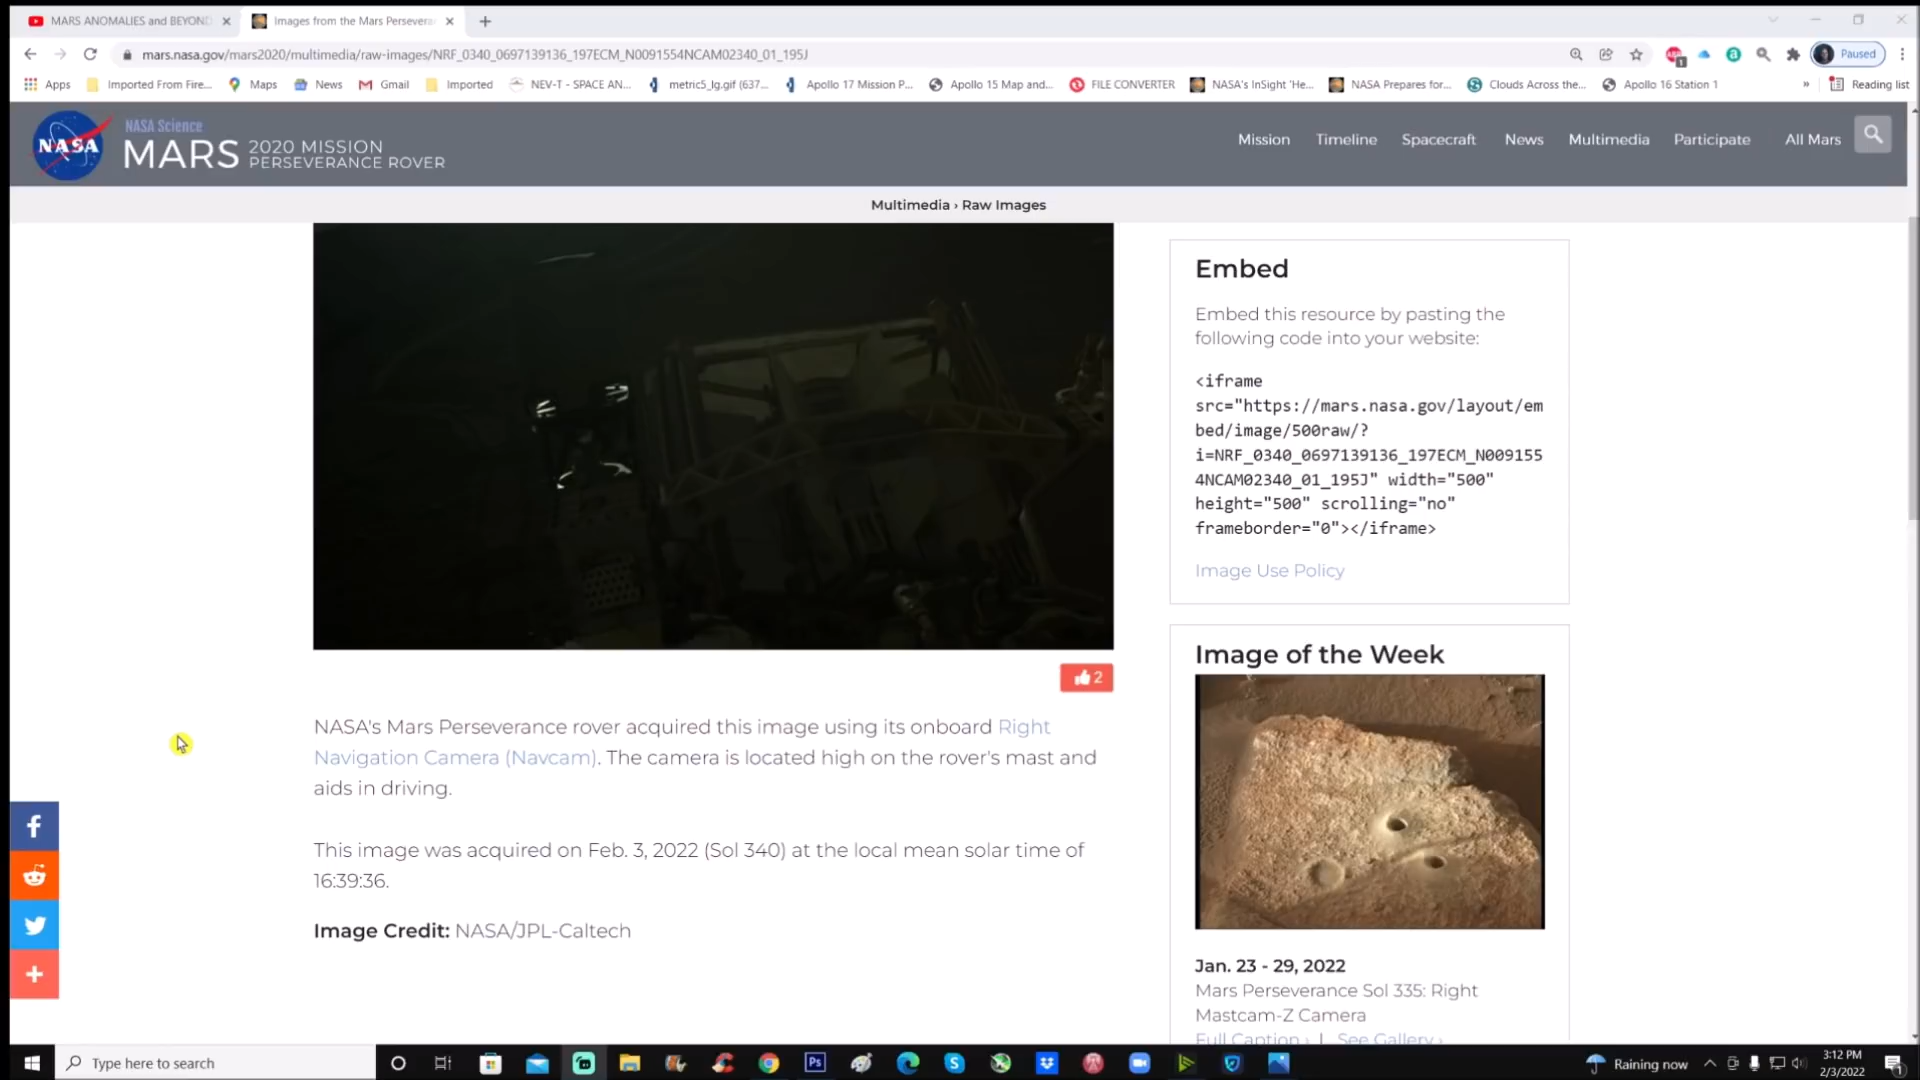 MARS ANOMALIES and BEYOND
Images from the Mars Persevera
mars.nasa.gov/mars2020/multimedia/raw-images/NRF_0340_0697139136_197ECM_N0091554NCAM02340_01_195J
Paused
Apps
Imported From Fire...
Maps
News
Gmail
Imported
NEV-T - SPACE AN...
metric5_lg.gif (637...
Apollo 17 Mission P...
Apollo 15 Map and...
FILE CONVERTER
NASA's InSight 'He...
NASA Prepares for...
Clouds Across the...
Apollo 16 Station 1
»
Reading list
NASA
NASA Science
MARS
2020 MISSION
PERSEVERANCE ROVER
Mission
Timeline
Spacecraft
News
Multimedia
Participate
All Mars
Multimedia › Raw Images
2
NASA's Mars Perseverance rover acquired this image using its onboard Right
Navigation Camera (Navcam). The camera is located high on the rover's mast and
aids in driving.
This image was acquired on Feb. 3, 2022 (Sol 340) at the local mean solar time of
16:39:36.
Image Credit: NASA/JPL-Caltech
Embed
Embed this resource by pasting the
following code into your website:
<iframe
src="https://mars.nasa.gov/layout/em
bed/image/500raw/?
i=NRF_0340_0697139136_197ECM_N009155
4NCAM02340_01_195J" width="500"
height="500" scrolling="no"
frameborder="0"></iframe>
Image Use Policy
Image of the Week
Jan. 23 - 29, 2022
Mars Perseverance Sol 335: Right
Mastcam-Z Camera
Full Caption › | See Gallery ›
Type here to search
Ps
Raining now
3:12 PM
2/3/2022